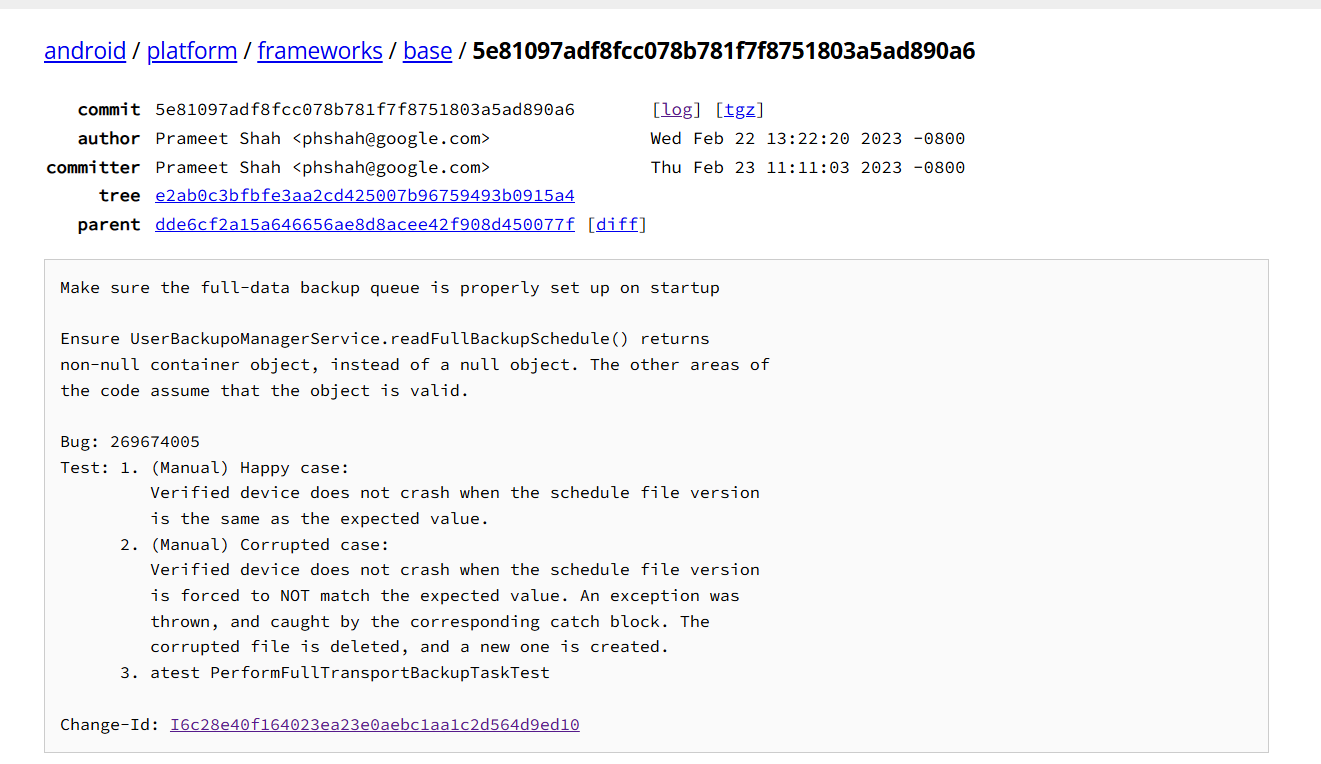 android / platform / frameworks / base / 5e81097adf8fcc078b781f7f8751803a5ad890a6
commit 5e81097adf8fcc078b781f7f8751803a5ad890a6 [log] [tgz]
author Prameet Shah <phshah@google.com> Wed Feb 22 13:22:20 2023 -0800
committer Prameet Shah <phshah@google.com> Thu Feb 23 11:11:03 2023 -0800
tree e2ab0c3bfbfe3aa2cd425007b96759493b0915a4
parent dde6cf2a15a646656ae8d8acee42f908d450077f [diff]
Make sure the full-data backup queue is properly set up on startup
Ensure UserBackupoManagerService.readFullBackupSchedule() returns
non-null container object, instead of a null object. The other areas of
the code assume that the object is valid.
Bug: 269674005
Test: 1. (Manual) Happy case:
Verified device does not crash when the schedule file version
is the same as the expected value.
2. (Manual) Corrupted case:
Verified device does not crash when the schedule file version
is forced to NOT match the expected value. An exception was
thrown, and caught by the corresponding catch block. The
corrupted file is deleted, and a new one is created.
3. atest PerformFullTransportBackupTaskTest
Change-Id: I6c28e40f164023ea23e0aebc1aa1c2d564d9ed10